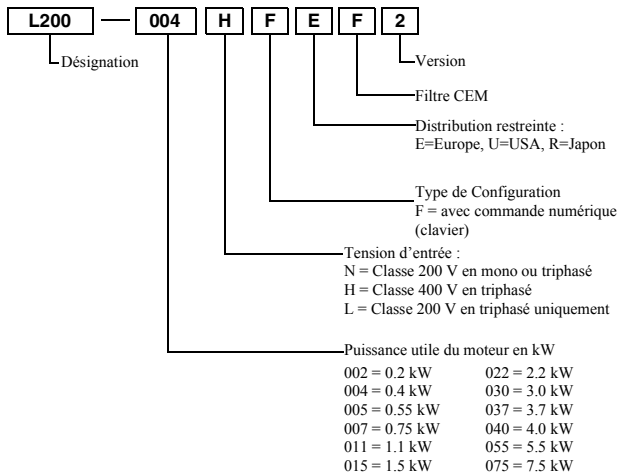 L200 — 004 H F E F 2
Désignation
Version
Filtre CEM
Distribution restreinte :
E=Europe, U=USA, R=Japon
Type de Configuration
F = avec commande numérique
(clavier)
Tension d’entrée :
N = Classe 200 V en mono ou triphasé
H = Classe 400 V en triphasé
L = Classe 200 V en triphasé uniquement
Puissance utile du moteur en kW
002 = 0.2 kW 022 = 2.2 kW
004 = 0.4 kW 030 = 3.0 kW
005 = 0.55 kW 037 = 3.7 kW
007 = 0.75 kW 040 = 4.0 kW
011 = 1.1 kW 055 = 5.5 kW
015 = 1.5 kW 075 = 7.5 kW